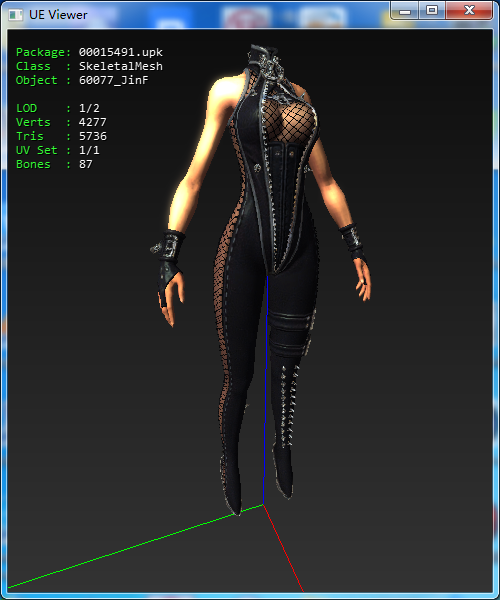 UE Viewer
Package: 00015491.upk
Class : SkeletalMesh
Object : 60077_JinF
LOD : 1/2
Verts : 4277
Tris : 5736
UV Set : 1/1
Bones : 87